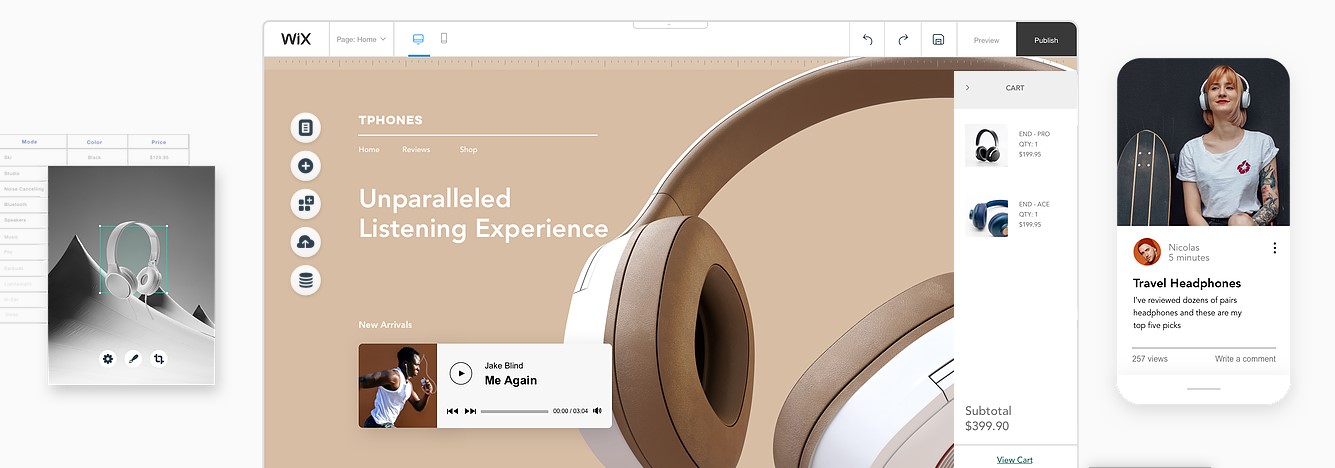 WiX
Page: Home
Preview
Publish
Mode Color Price
Ski Black $129.95
Studio
Noise Canceling
Bluetooth
Speakers
Music
TPHONES
Home Reviews Shop
Unparalleled
Listening Experience
New Arrivals
Jake Blind
Me Again
00:00 / 03:04
CART
END - PRO
QTY: 1
$199.95
END - ACE
QTY: 1
$199.95
Subtotal
$399.90
View Cart
Nicolas
5 minutes
Travel Headphones
I've reviewed dozens of pairs
headphones and these are my
top five picks
257 views
Write a comment